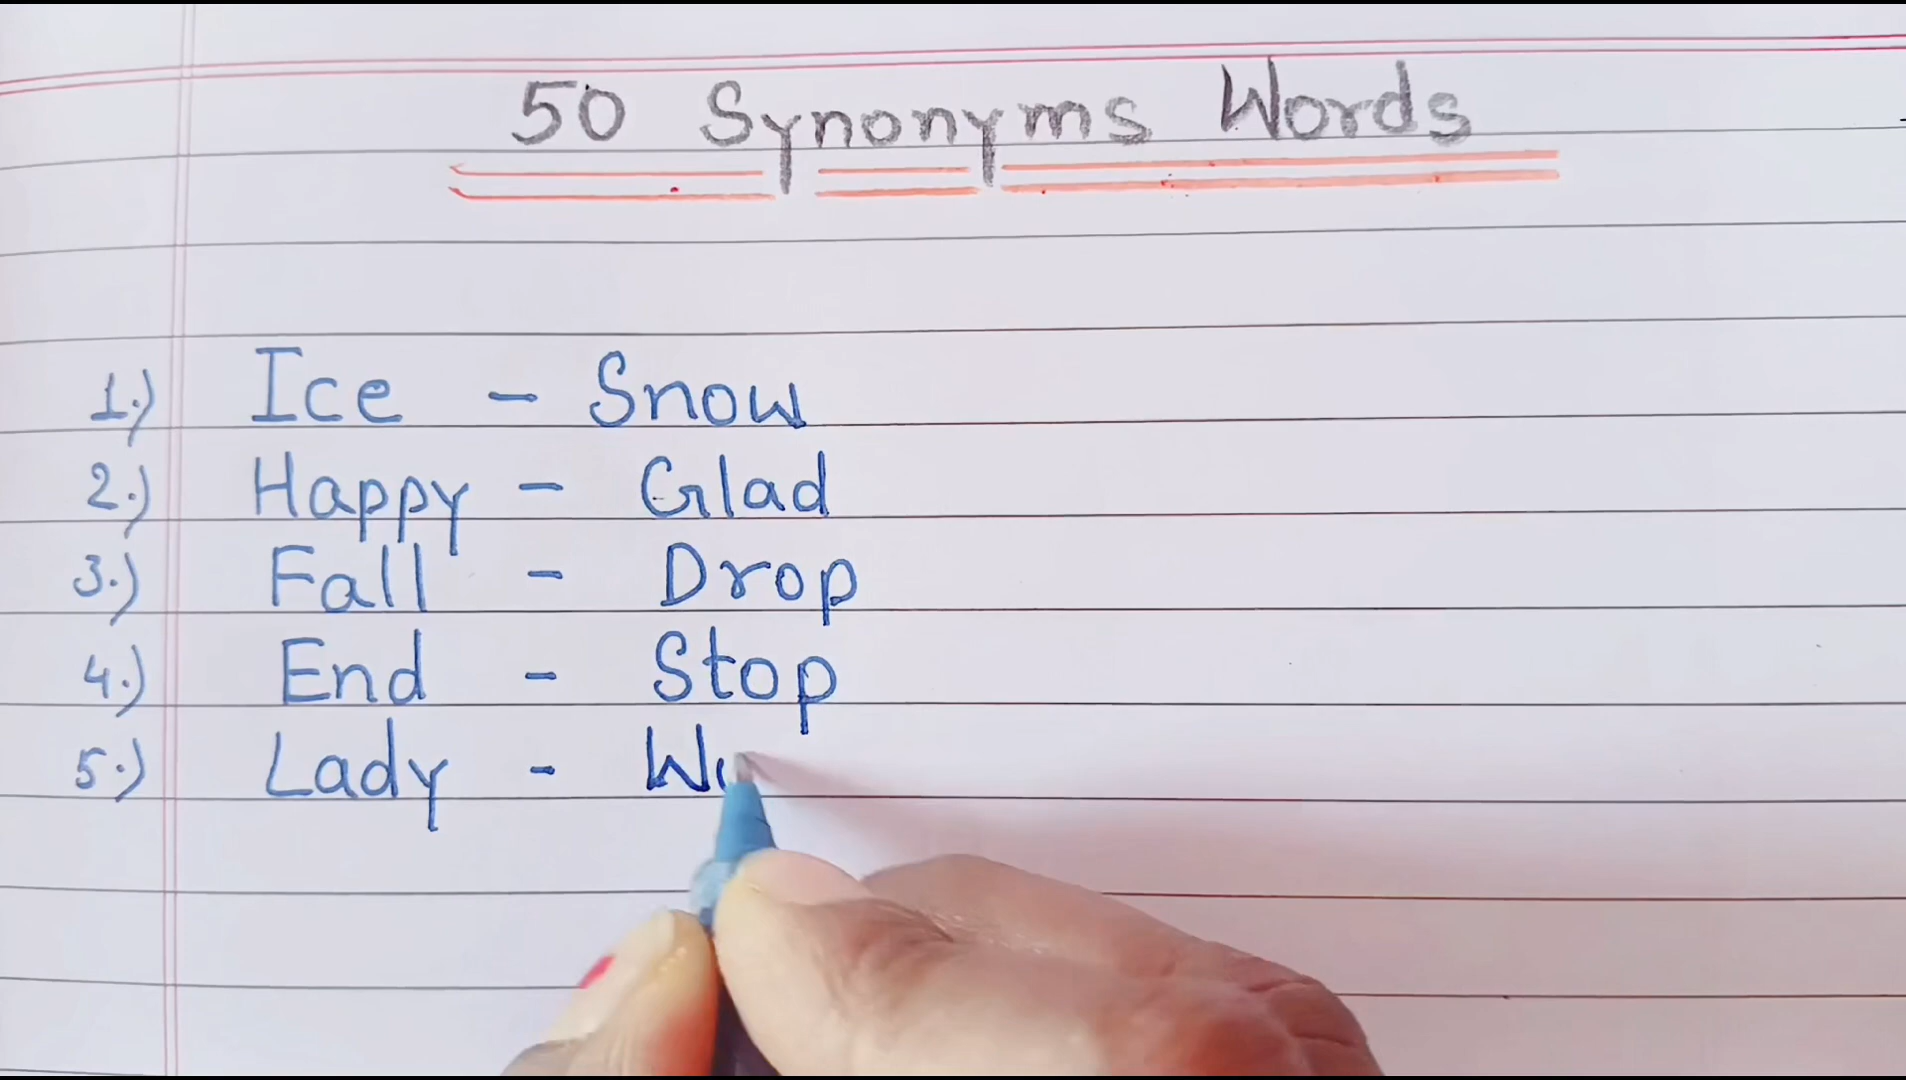 50 Synonyms Words
1.) Ice - Snow
2.) Happy - Glad
3.) Fall - Drop
4.) End - Stop
5.) Lady -